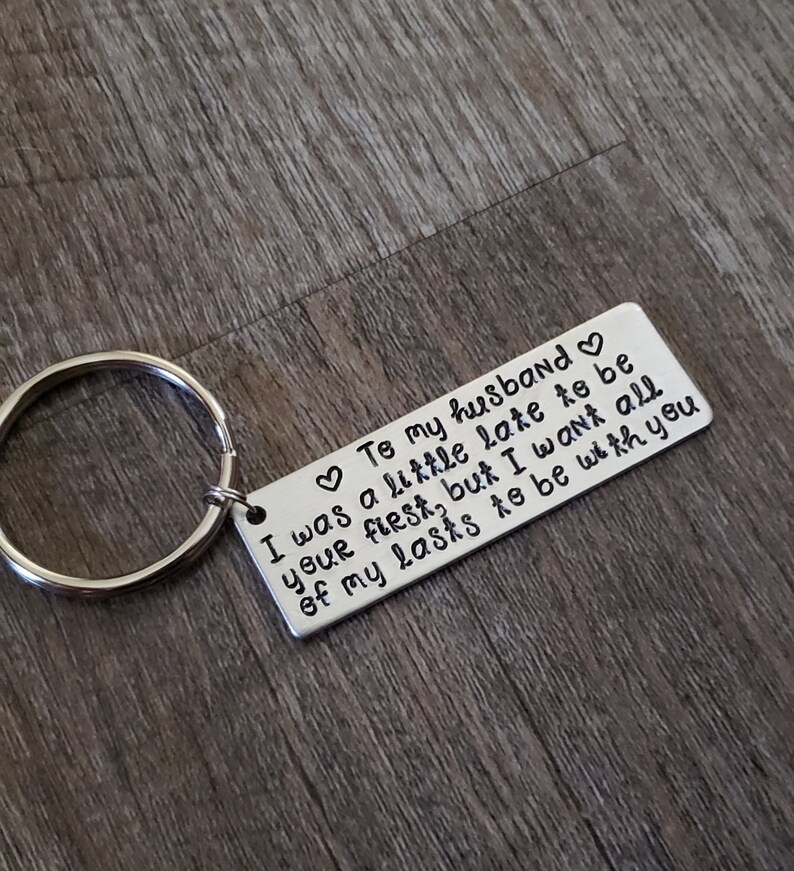 ♡ To my husband ♡
I was a little late to be
your first, but I want all
of my lasts to be with you